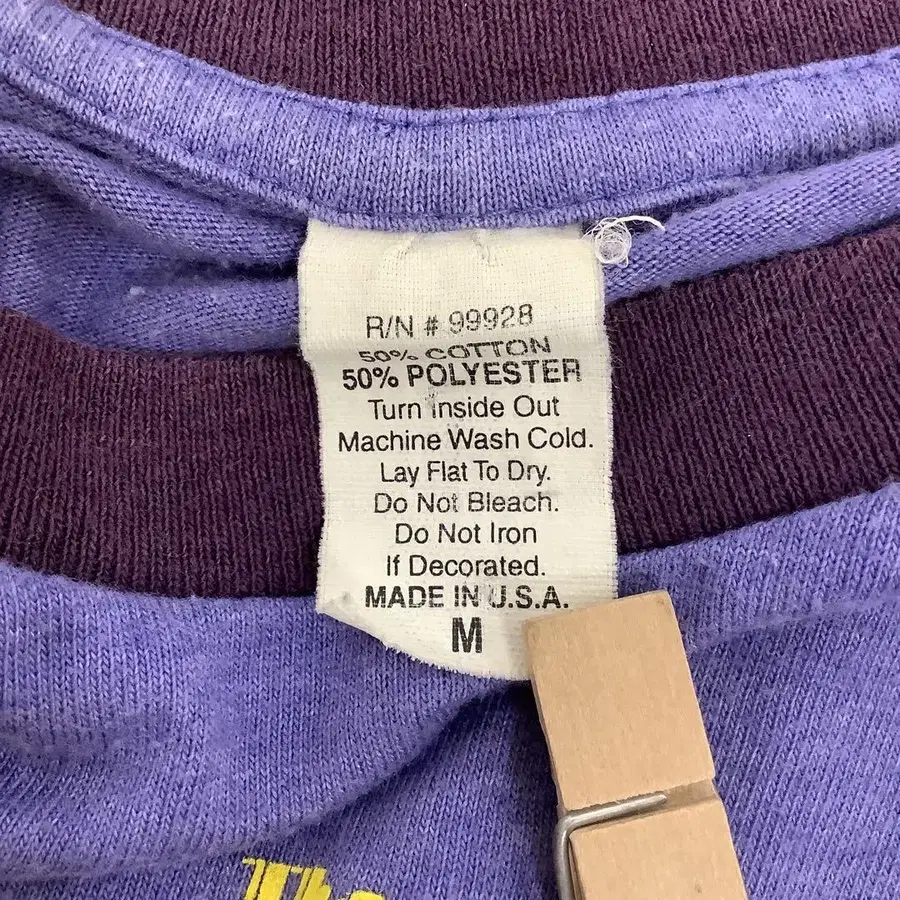 R/N # 99928
50% COTTON
50% POLYESTER
Turn Inside Out
Machine Wash Cold.
Lay Flat To Dry.
Do Not Bleach.
Do Not Iron
If Decorated.
MADE IN U.S.A.
M